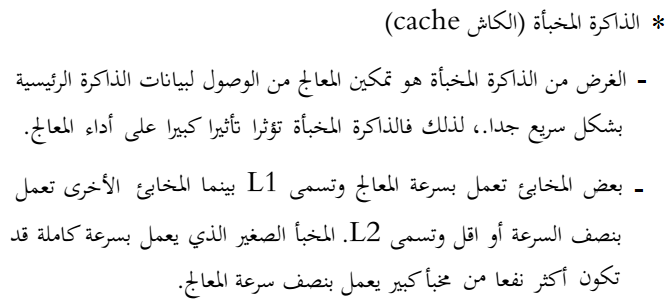 * الذاكرة المخبأة (الكاش cache)
- الغرض من الذاكرة المخبأة هو تمكين المعالج من الوصول لبيانات الذاكرة الرئيسية
بشكل سريع جدا.، لذلك فالذاكرة المخبأة تؤثرا تأثيرا كبيرا على أداء المعالج.
- بعض المخابئ تعمل بسرعة المعالج وتسمى L1 بينما المخابئ الأخرى تعمل
بنصف السرعة أو اقل وتسمى L2. المخبأ الصغير الذي يعمل بسرعة كاملة قد
تكون أكثر نفعا من مخبأ كبير يعمل بنصف سرعة المعالج.